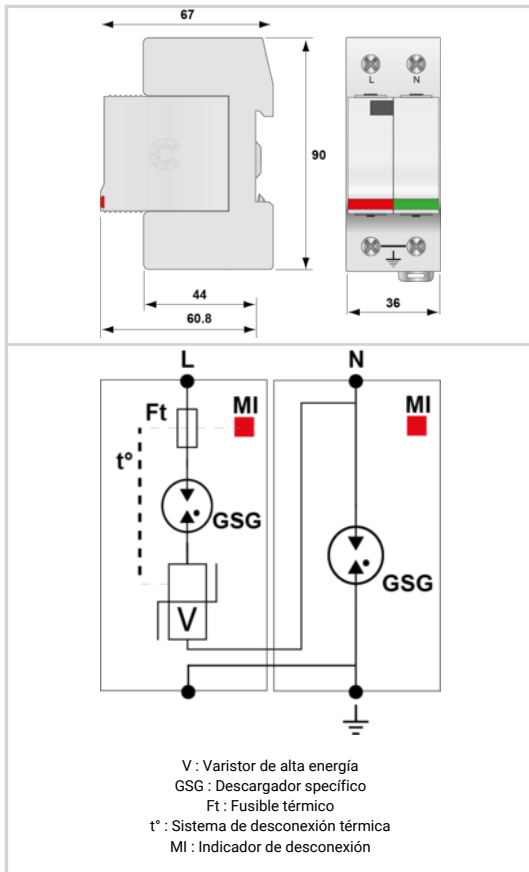 67
L N
90
44
60.8
36
L N
Ft MI MI
t°
GSG
GSG
V
V : Varistor de alta energía
GSG : Descargador específico
Ft : Fusible térmico
t° : Sistema de desconexión térmica
MI : Indicador de desconexión